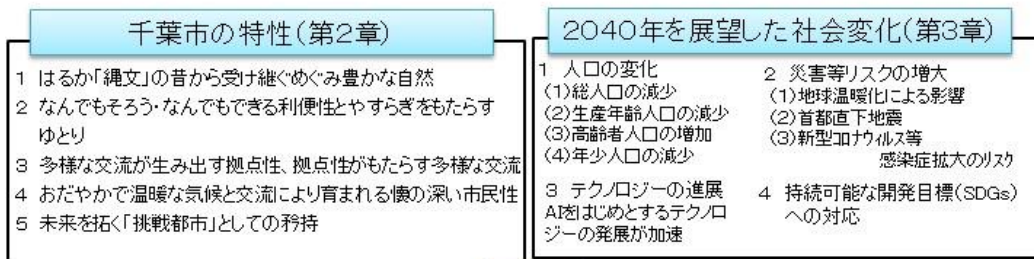 千葉市の特性(第2章)
1 はるか「縄文」の昔から受け継ぐめぐみ豊かな自然
2 なんでもそろう・なんでもできる利便性とやすらぎをもたらす
ゆとり
3 多様な交流が生み出す拠点性、拠点性がもたらす多様な交流
4 おだやかで温暖な気候と交流により育まれる懐の深い市民性
5 未来を拓く「挑戦都市」としての矜持
2040年を展望した社会変化(第3章)
1 人口の変化
(1)総人口の減少
(2)生産年齢人口の減少
(3)高齢者人口の増加
(4)年少人口の減少
2 災害等リスクの増大
(1)地球温暖化による影響
(2)首都直下地震
(3)新型コロナウィルス等
感染症拡大のリスク
3 テクノロジーの進展
AIをはじめとするテクノロ
ジーの発展が加速
4 持続可能な開発目標(SDGs)
への対応